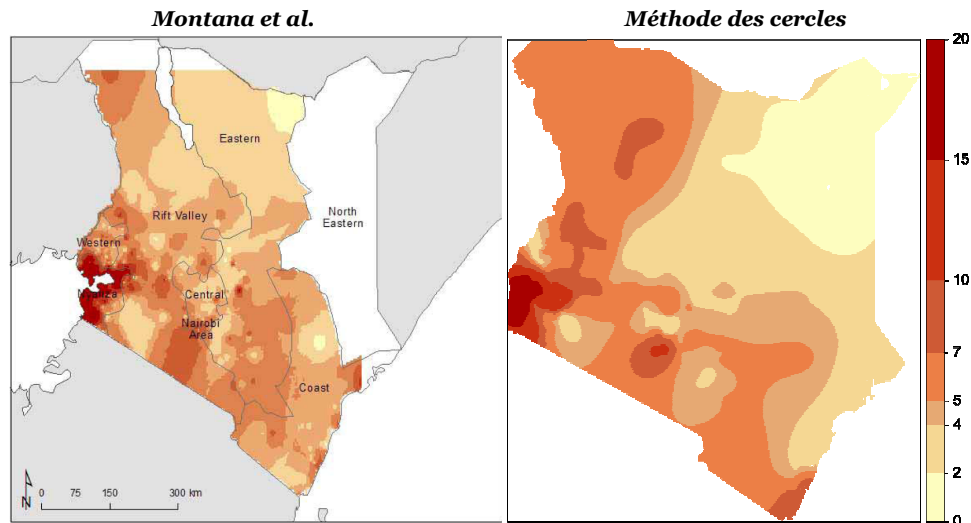 Montana et al.
Méthode des cercles
Eastern
North
Eastern
Rift Valley
Western
Nyanza
Central
Nairobi
Area
Coast
N
0 75 150 300 km
20
15
10
7
5
4
2
0